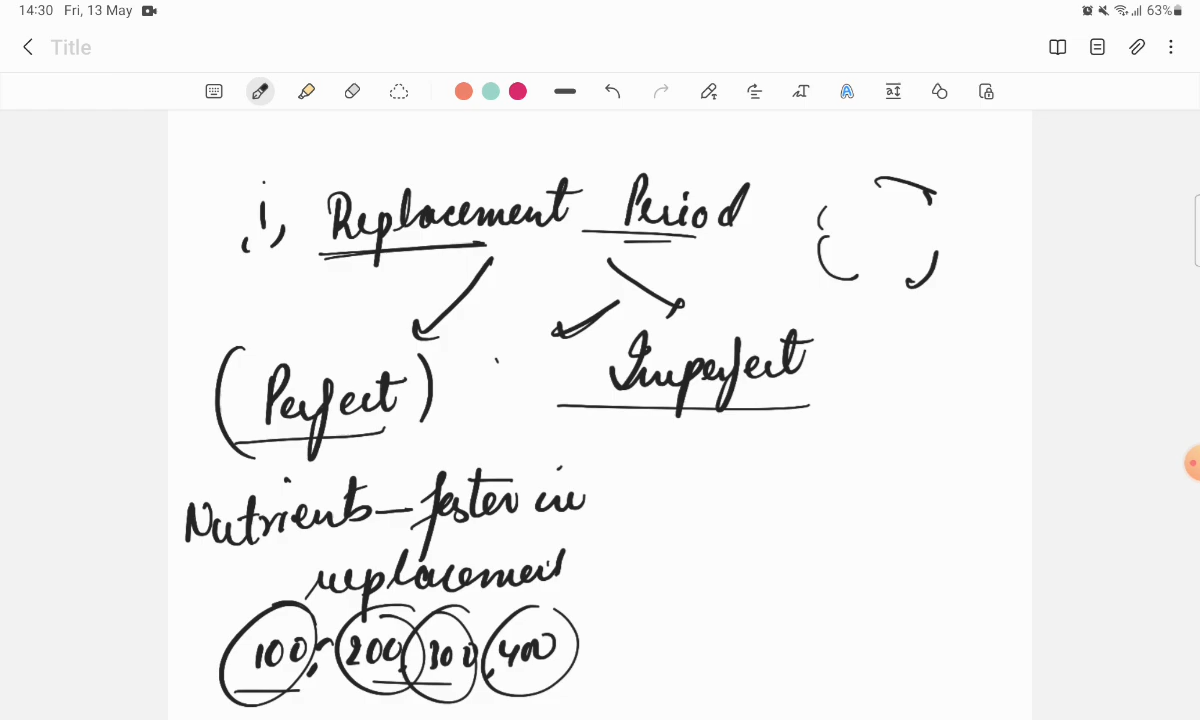 14:30 Fri, 13 May 63%
Title
i, Replacement Period
(Perfect) Imperfect
Nutrients - faster in
replacement
100, 200 300 400